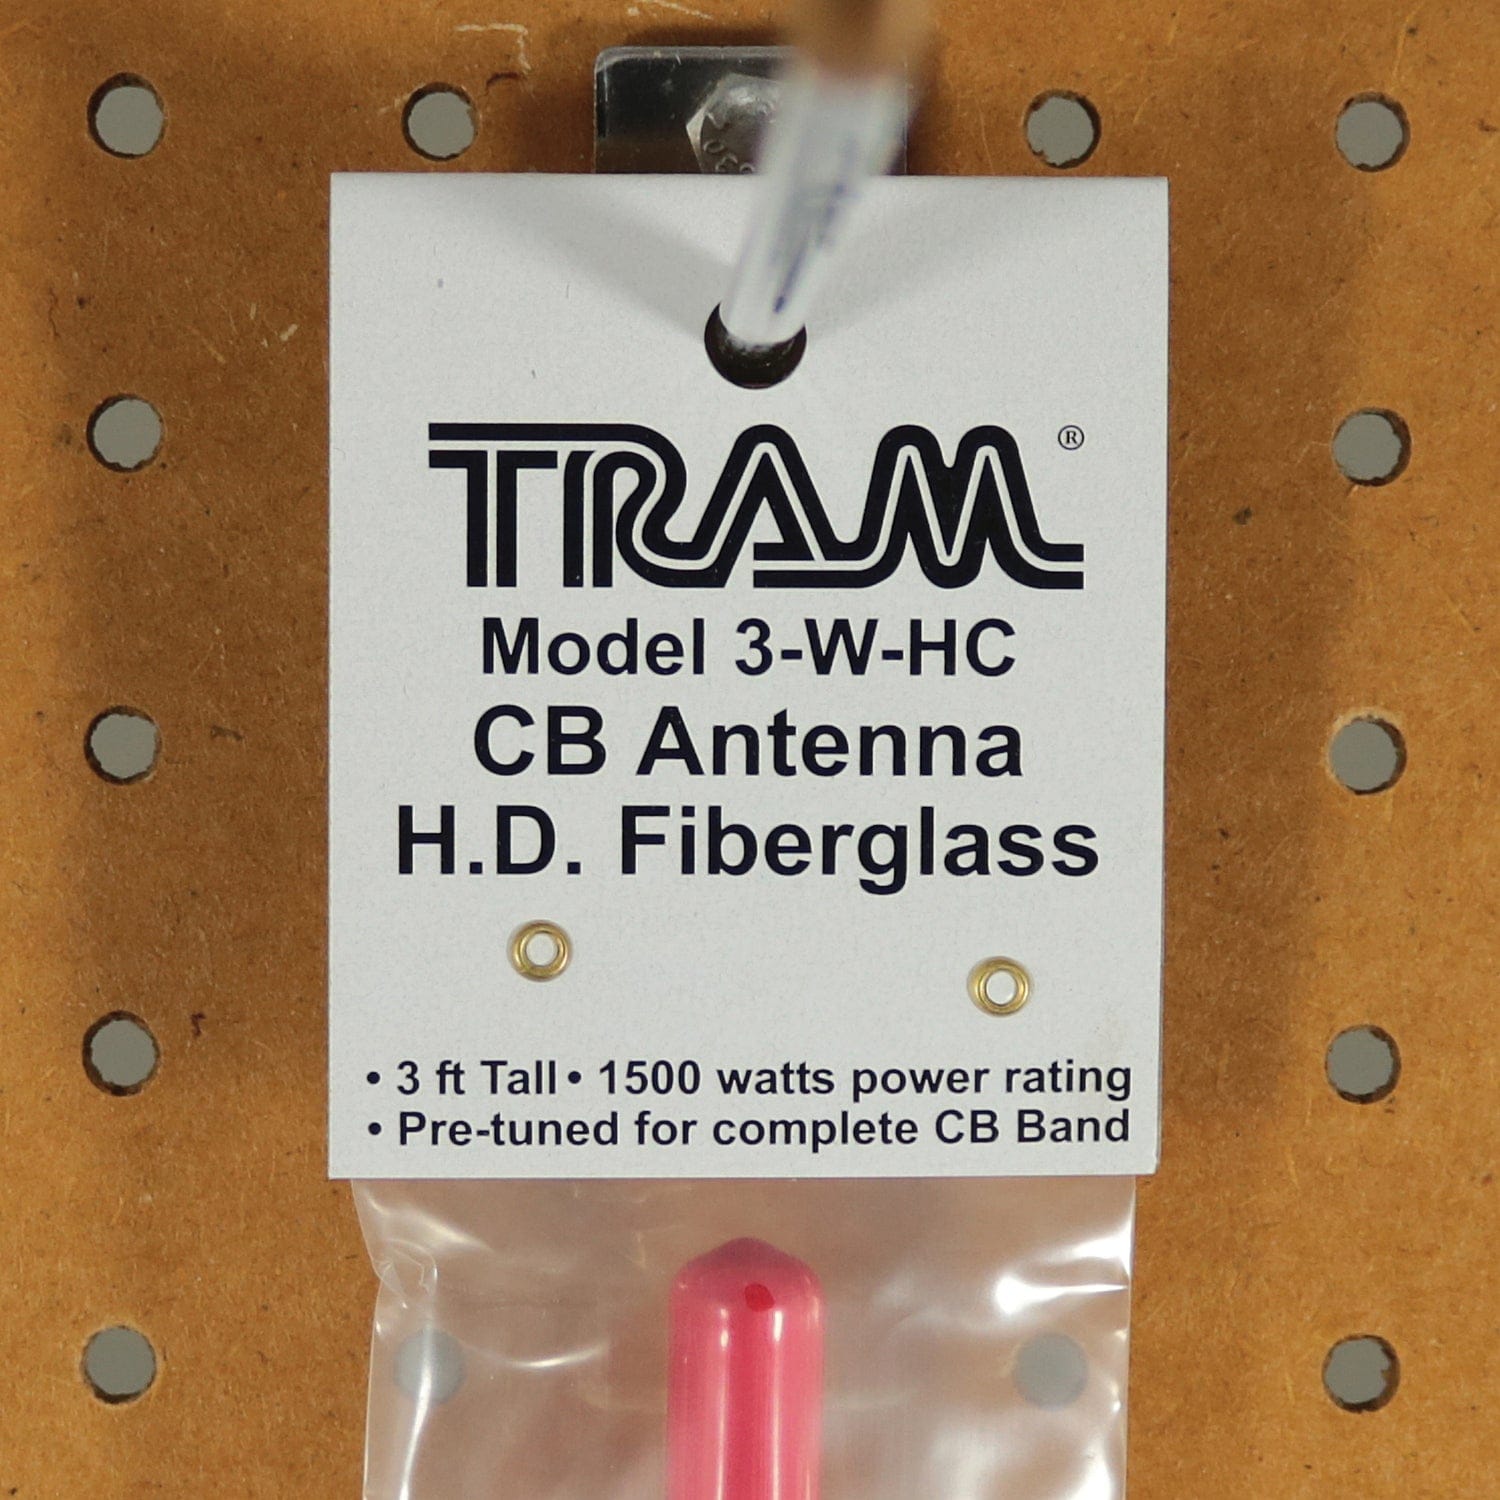 TRAM®
Model 3-W-HC
CB Antenna
H.D. Fiberglass
• 3 ft Tall • 1500 watts power rating
• Pre-tuned for complete CB Band